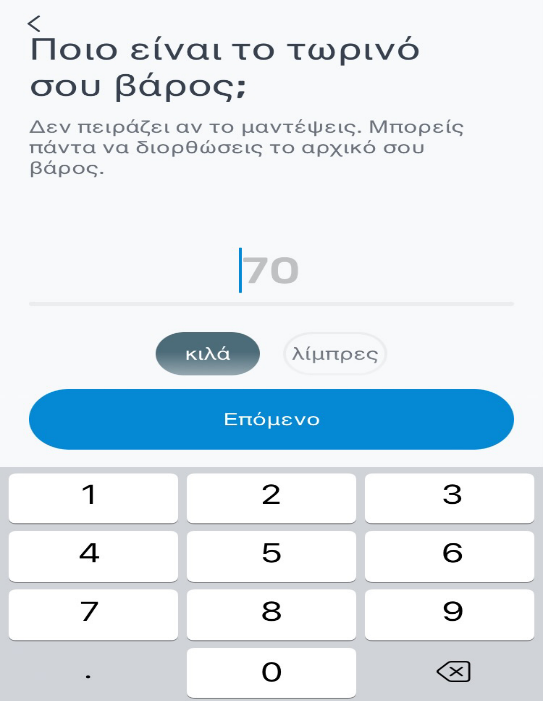 Ποιο είναι το τωρινό
σου βάρος;
Δεν πειράζει αν το μαντέψεις. Μπορείς
πάντα να διορθώσεις το αρχικό σου
βάρος.
70
κιλά λίμπρες
Επόμενο
1 2 3
4 5 6
7 8 9
. 0